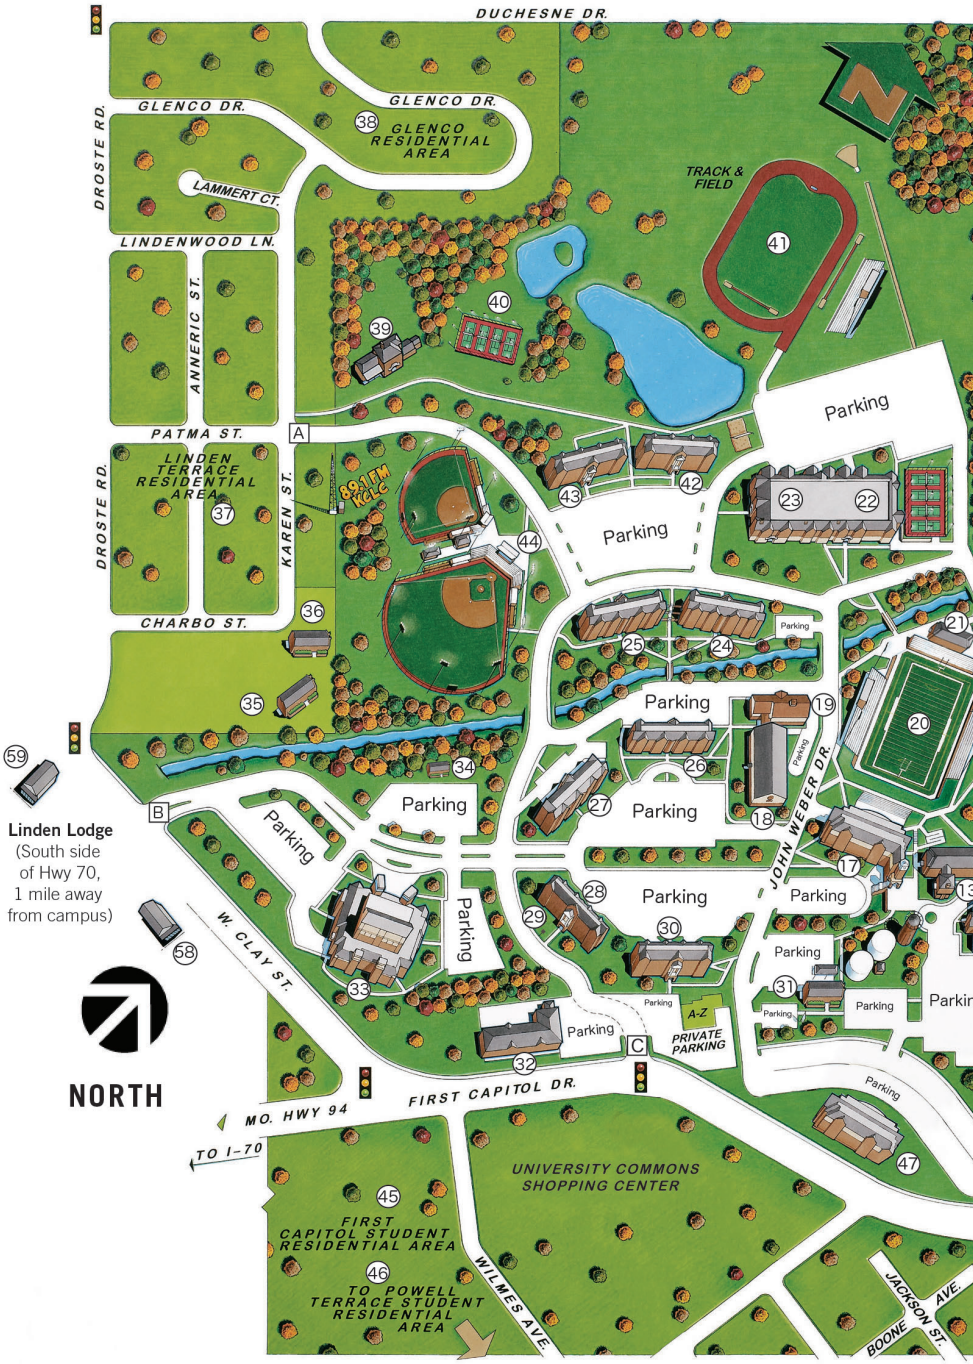 DUCHESNE DR.
GLENCO DR.
GLENCO DR.
38
GLENCO
RESIDENTIAL
AREA
DROSTE RD.
LAMMERT CT.
TRACK &
FIELD
N
41
LINDENWOOD LN.
ANNERIC ST.
40
39
Parking
PATMA ST.
A
LINDEN
TERRACE
RESIDENTIAL
AREA
37
DROSTE RD.
KAREN ST.
89.1 FM
KCLC
43
42
23
22
Parking
44
CHARBO ST.
36
25
24
Parking
21
35
Parking
19
20
59
34
26
Parking
JOHN WEBER DR.
B
Parking
Parking
27
Parking
18
Linden Lodge
(South side
of Hwy 70,
1 mile away
from campus)
17
13
28
Parking
Parking
29
Parking
58
W. CLAY ST.
30
Parking
33
31
Parking
Parking
Parking
A-Z
PRIVATE
PARKING
Parking
Parkin
32
C
NORTH
FIRST CAPITOL DR.
Parking
MO. HWY 94
TO I-70
47
UNIVERSITY COMMONS
SHOPPING CENTER
45
FIRST
CAPITOL STUDENT
RESIDENTIAL AREA
46
TO POWELL
TERRACE STUDENT
RESIDENTIAL
AREA
WILMES AVE.
JACKSON ST.
BOONE AVE.